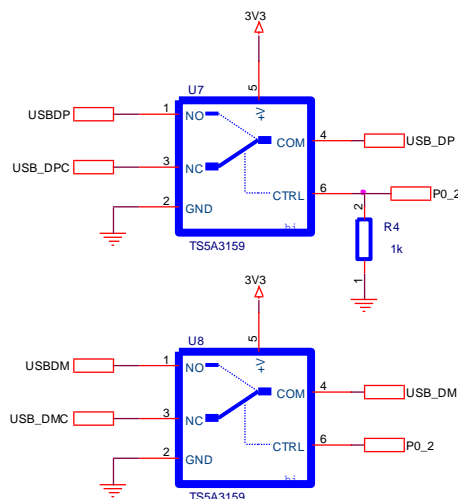 3V3
U7
5
+V
USBDP
1
NO
COM
4
USB_DP
USB_DPC
3
NC
6
P0_2
CTRL
2
GND
2
R4
1k
1
TS5A3159
3V3
U8
5
+V
USBDM
1
NO
COM
4
USB_DM
USB_DMC
3
NC
6
P0_2
CTRL
2
GND
TS5A3159